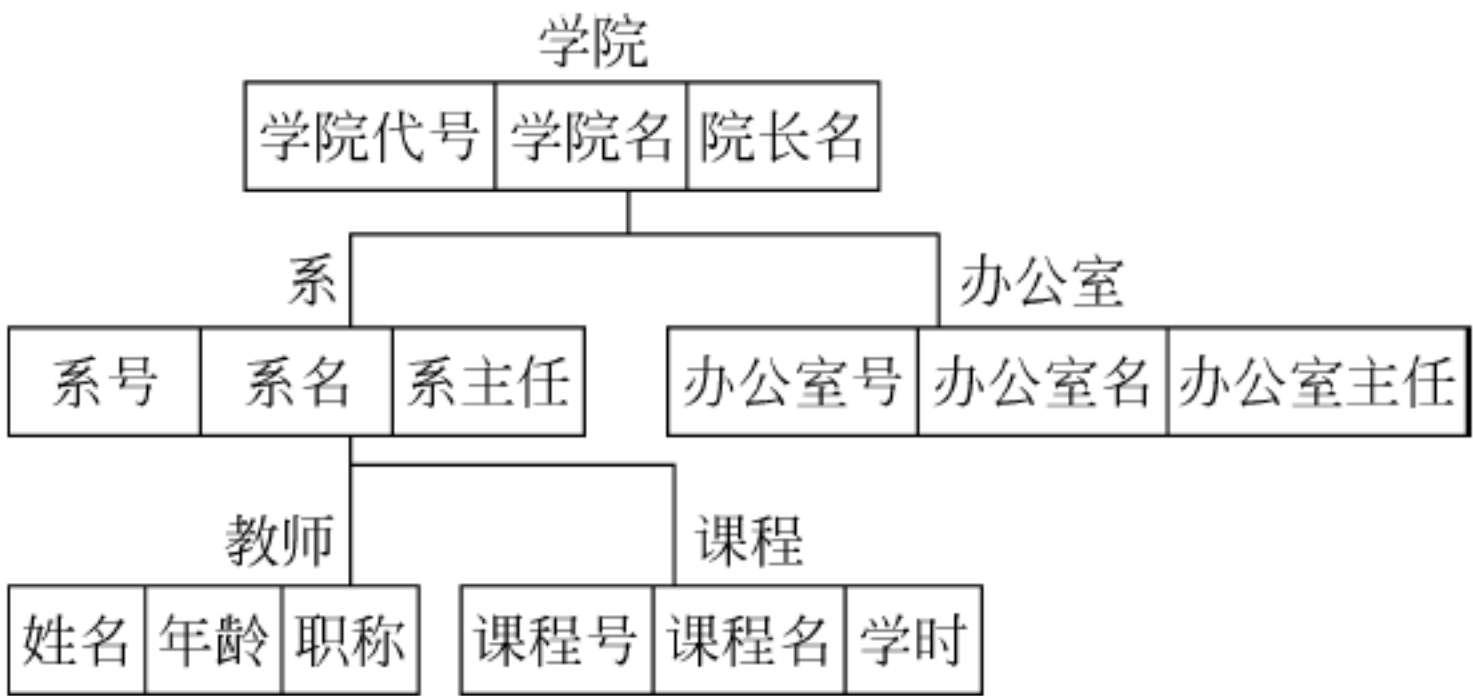 学院
学院代号 学院名 院长名
系 办公室
系号 系名 系主任 办公室号 办公室名 办公室主任
教师 课程
姓名 年龄 职称 课程号 课程名 学时